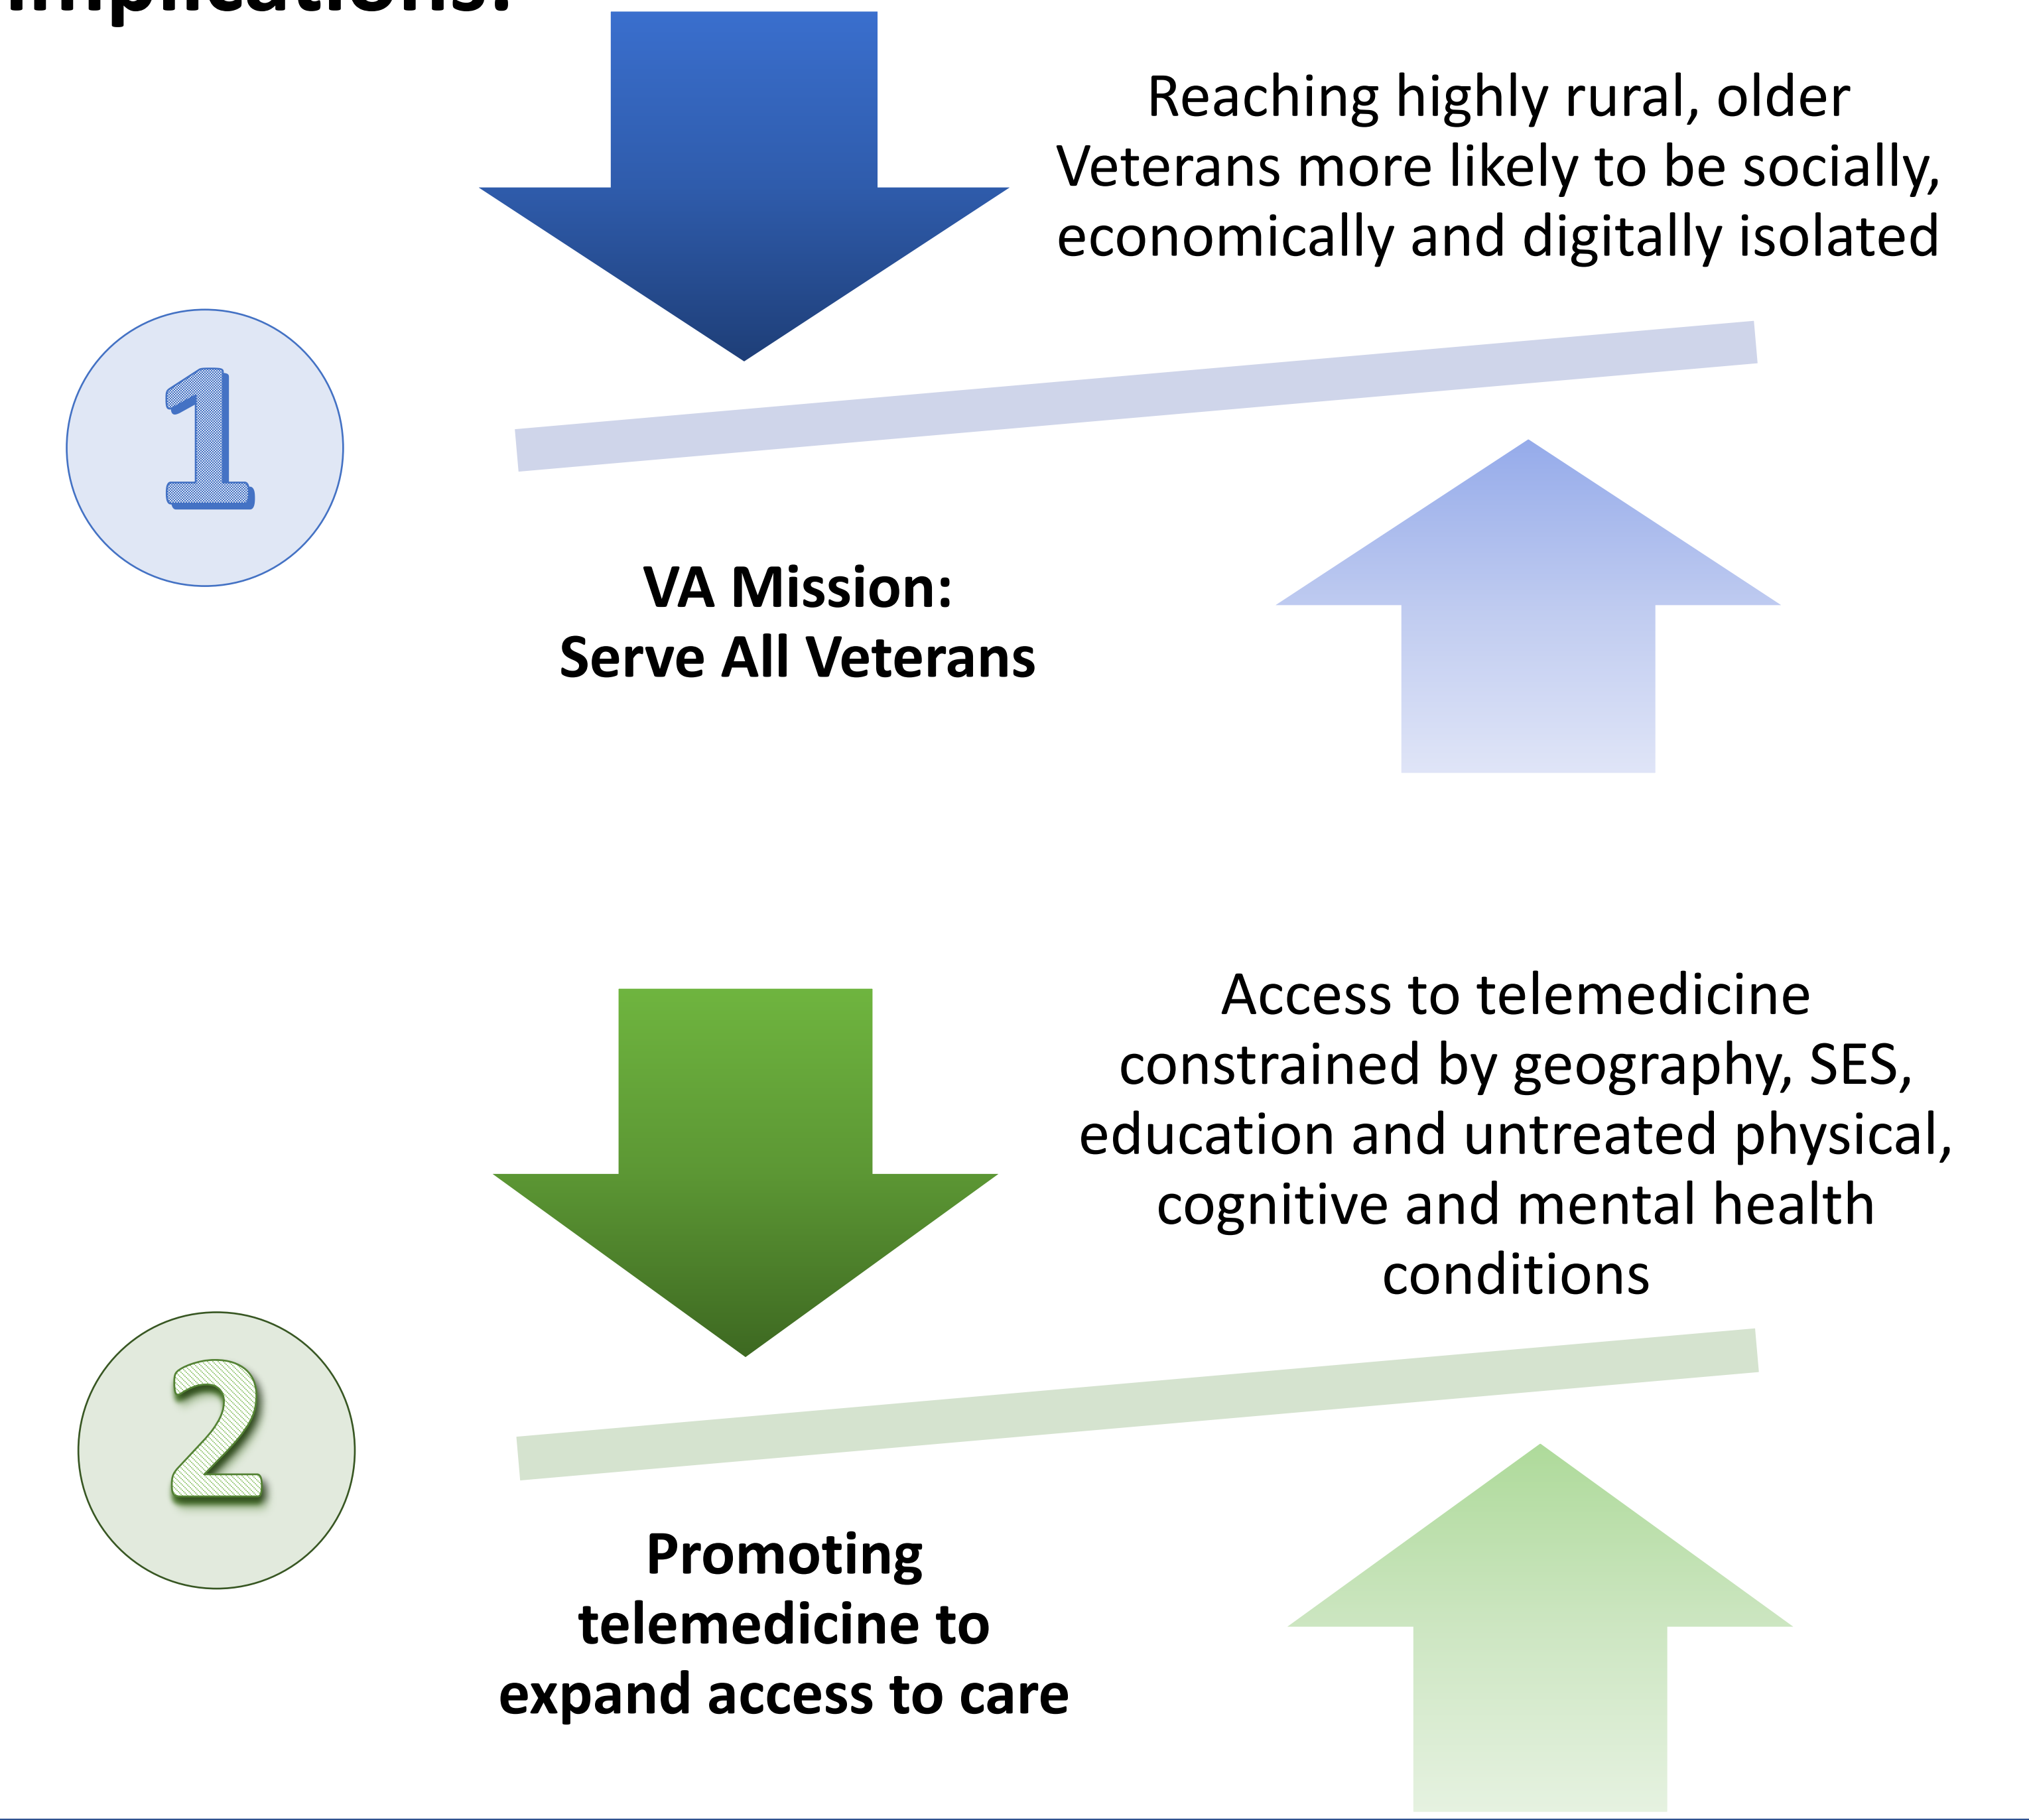 Implications:
1
Reaching highly rural, older
Veterans more likely to be socially,
economically and digitally isolated
VA Mission:
Serve All Veterans
2
Access to telemedicine
constrained by geography, SES,
education and untreated physical,
cognitive and mental health
conditions
Promoting
telemedicine to
expand access to care